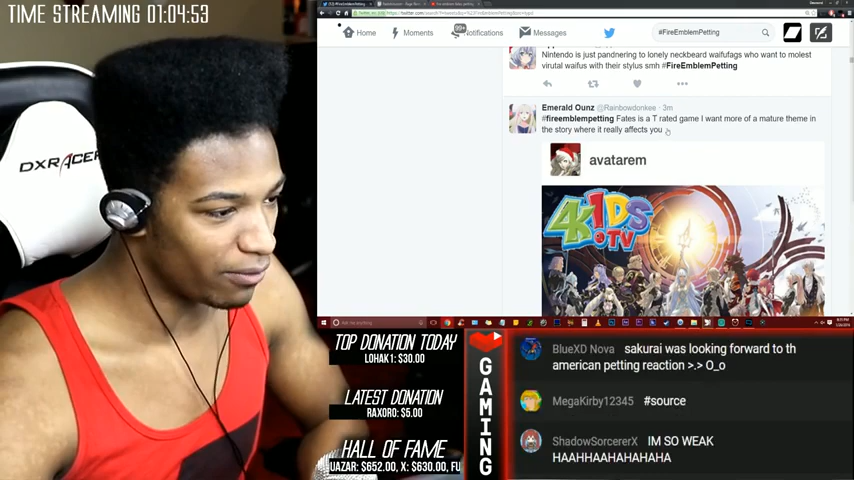 TIME STREAMING 01:04:53
DXRACER
Home
Moments
Notifications
Messages
#FireEmblemPetting
Nintendo is just pandnering to lonely neckbeard waifufags who want to molest
virutal waifus with their stylus smh #FireEmblemPetting
Emerald Ounz @Rainbowdonkee · 3m
#fireemblempetting Fates is a T rated game I want more of a mature theme in
the story where it really affects you
avatarem
4KIDS
.TV
TOP DONATION TODAY
LOHAK1: $30.00
LATEST DONATION
RAXORO: $5.00
HALL OF FAME
UAZAR: $652.00, X: $630.00, FU
GAMING
BlueXD Nova sakurai was looking forward to th
american petting reaction >.> O_o
MegaKirby12345 #source
ShadowSorcererX IM SO WEAK
HAAHHAAHAHAHAHA